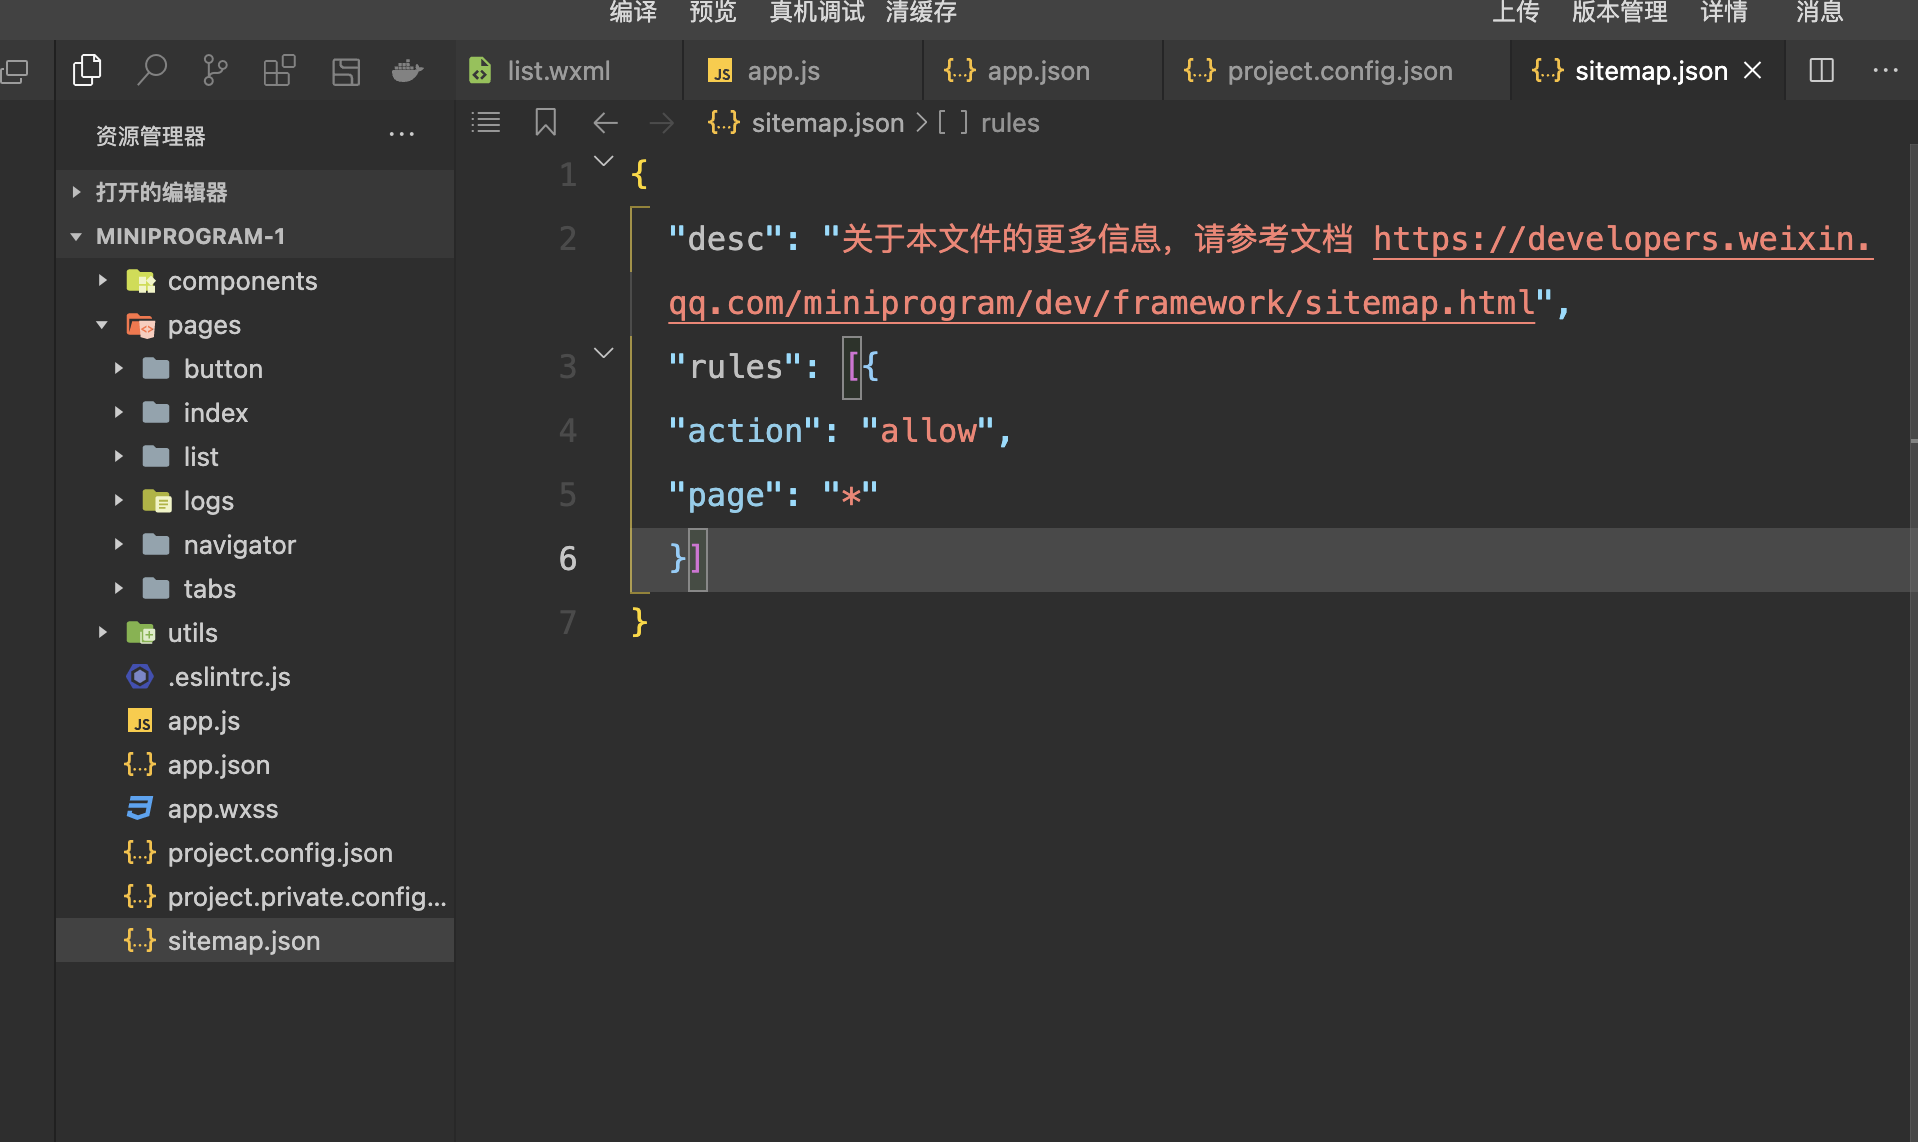 编译 预览 真机调试 清缓存 上传 版本管理 详情 消息
list.wxml app.js app.json project.config.json sitemap.json
资源管理器
sitemap.json > [ ] rules
打开的编辑器
MINIPROGRAM-1
components
pages
button
index
list
logs
navigator
tabs
utils
.eslintrc.js
app.js
app.json
app.wxss
project.config.json
project.private.config...
sitemap.json
1 {
2 "desc": "关于本文件的更多信息，请参考文档 https://developers.weixin.
qq.com/miniprogram/dev/framework/sitemap.html",
3 "rules": [{
4 "action": "allow",
5 "page": "*"
6 }]
7 }